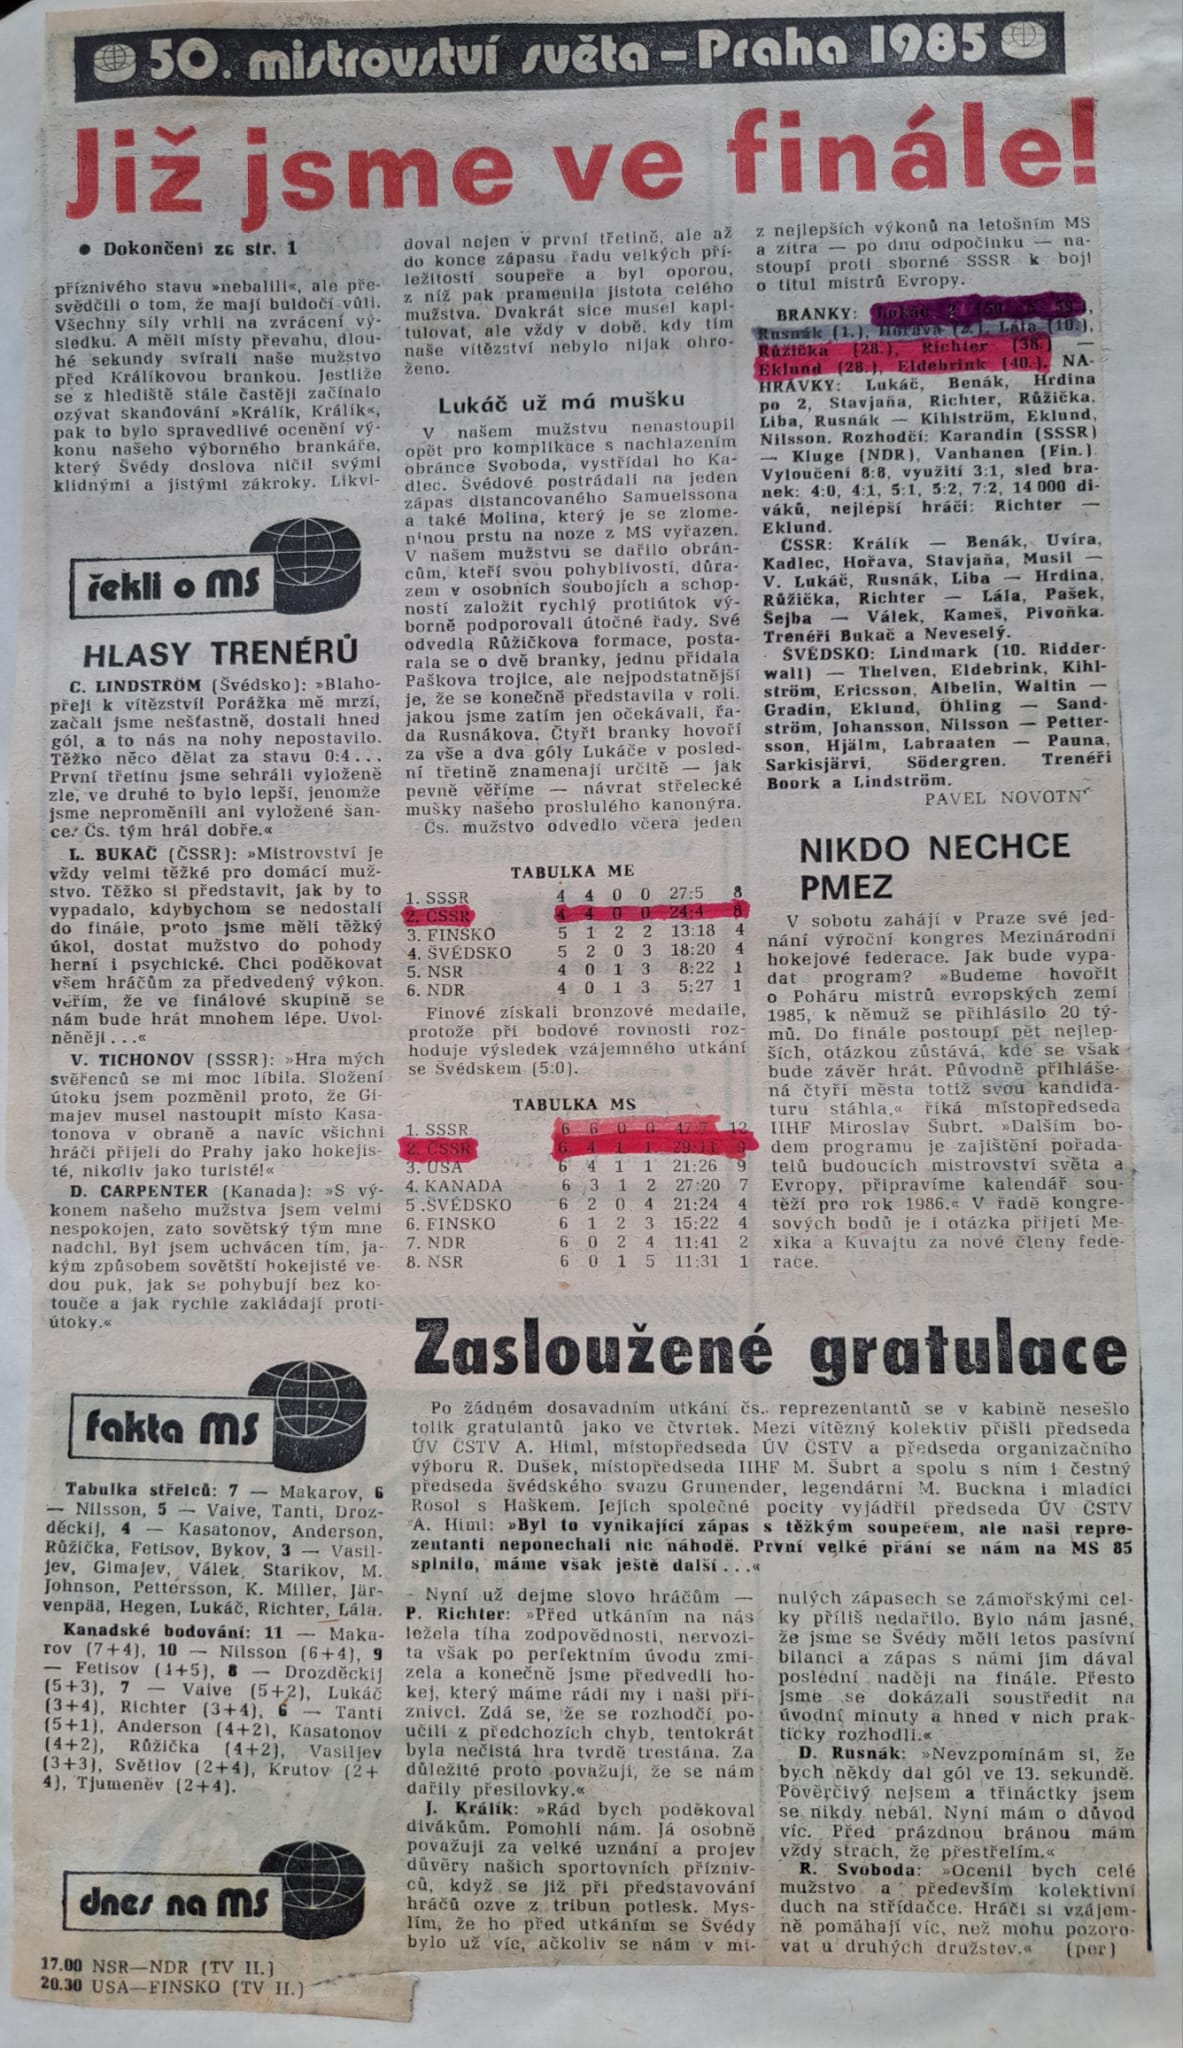 50. mistrovství světa – Praha 1985
Již jsme ve finále!
● Dokončení ze str. 1
příznivého stavu »nebalili«, ale pře-
svědčili o tom, že mají buldočí vůli.
Všechny síly vrhli na zvrácení vý-
sledku. A měli místy převahu, dlou-
hé sekundy svírali naše mužstvo
před Králíkovou brankou. Jestliže
se z hlediště stále častěji začínalo
ozývat skandování »Králík, Králík«,
pak to bylo spravedlivé ocenění vý-
konu našeho výborného brankáře,
který Švédy doslova ničil svými
klidnými a jistými zákroky. Likvi-
doval nejen v první třetině, ale až
do konce zápasu řadu velkých pří-
ležitostí soupeře a byl oporou,
z níž pak pramenila jistota celého
mužstva. Dvakrát sice musel kapi-
tulovat, ale vždy v době, kdy tím
naše vítězství nebylo nijak ohro-
ženo.
Lukáč už má mušku
V našem mužstvu nenastoupil
opět pro komplikace s nachlazením
obránce Svoboda, vystřídal ho Ka-
dlec. Švédové postrádali na jeden
zápas distancovaného Samuelssona
a také Molina, který je se zlome-
ninou prstu na noze z MS vyřazen.
V našem mužstvu se dařilo obrán-
cům, kteří svou pohyblivostí, důra-
zem v osobních soubojích a schop-
ností založit rychlý protiútok vý-
borně podporovali útočné řady. Své
odvedla Růžičkova formace, posta-
rala se o dvě branky, jednu přidala
Paškova trojice, ale nejpodstatnější
je, že se konečně představila v roli,
jakou jsme zatím jen očekávali, řa-
da Rusnákova. Čtyři branky hovoří
za vše a dva góly Lukáče v posled-
ní třetině znamenají určitě — jak
pevně věříme — návrat střelecké
mušky našeho proslulého kanonýra.
Čs. mužstvo odvedlo včera jeden
z nejlepších výkonů na letošním MS
a zítra — po dnu odpočinku — na-
stoupí proti sborné SSSR k boji
o titul mistrů Evropy.
BRANKY: Lukáč 2 (50. a 59.),
Rusnák (1.), Hořava (2.), Lála (10.),
Růžička (28.), Richter (38.) —
Eklund (28.), Eldebrink (40.). NA-
HRÁVKY: Lukáč, Benák, Hrdina
po 2, Stavjaňa, Richter, Růžička,
Liba, Rusnák — Kihlström, Eklund,
Nilsson. Rozhodčí: Karandin (SSSR)
— Kluge (NDR), Vanhanen (Fin.)
Vyloučení 8:8, využití 3:1, sled bra-
nek: 4:0, 4:1, 5:1, 5:2, 7:2, 14 000 di-
váků, nejlepší hráči: Richter —
Eklund.
ČSSR: Králík — Benák, Uvíra,
Kadlec, Hořava, Stavjaňa, Musil —
V. Lukáč, Rusnák, Liba — Hrdina,
Růžička, Richter — Lála, Pašek,
Šejba — Válek, Kameš, Pivoňka.
Trenéři Bukač a Neveselý.
ŠVÉDSKO: Lindmark (10. Ridder-
wall) — Thelven, Eldebrink, Kihl-
ström, Ericsson, Albelin, Waltin —
Gradin, Eklund, Öhling — Sand-
ström, Johansson, Nilsson — Petter-
sson, Hjälm, Labraaten — Pauna,
Sarkisjärvi, Södergren. Trenéři
Boork a Lindström.
PAVEL NOVOTN
řekli o MS
HLASY TRENÉRŮ
C. LINDSTRÖM (Švédsko): »Blaho-
přeji k vítězství! Porážka mě mrzí,
začali jsme nešťastně, dostali hned
gól, a to nás na nohy nepostavilo.
Těžko něco dělat za stavu 0:4...
První třetinu jsme sehráli vyloženě
zle, ve druhé to bylo lepší, jenomže
jsme neproměnili ani vyložené šan-
ce. Čs. tým hrál dobře.«
L. BUKAČ (ČSSR): »Mistrovství je
vždy velmi těžké pro domácí muž-
stvo. Těžko si představit, jak by to
vypadalo, kdybychom se nedostali
do finále, proto jsme měli těžký
úkol, dostat mužstvo do pohody
herní i psychické. Chci poděkovat
všem hráčům za předvedený výkon.
věřím, že ve finálové skupině se
nám bude hrát mnohem lépe. Uvol-
něněji...«
V. TICHONOV (SSSR): »Hra mých
svěřenců se mi moc líbila. Složení
útoku jsem pozměnil proto, že Gi-
majev musel nastoupit místo Kasa-
tonova v obraně a navíc všichni
hráči přijeli do Prahy jako hokejis-
té, nikoliv jako turisté!«
D. CARPENTER (Kanada): »S vý-
konem našeho mužstva jsem velmi
nespokojen, zato sovětský tým mne
nadchl. Byl jsem uchvácen tím, ja-
kým způsobem sovětští hokejisté ve-
dou puk, jak se pohybují bez ko-
touče a jak rychle zakládají proti-
útoky.«
TABULKA ME
1. SSSR 4 4 0 0 27:5 8
2. ČSSR 4 4 0 0 24:4 8
3. FINSKO 5 1 2 2 13:18 4
4. ŠVÉDSKO 5 2 0 3 18:20 4
5. NSR 4 0 1 3 8:22 1
6. NDR 4 0 1 3 5:27 1
Finové získali bronzové medaile,
protože při bodové rovnosti roz-
hoduje výsledek vzájemného utkání
se Švédskem (5:0).
TABULKA MS
1. SSSR 6 6 0 0 47:7 12
2. ČSSR 6 4 1 1 29:11 9
3. USA 6 4 1 1 21:26 9
4. KANADA 6 3 1 2 27:20 7
5. ŠVÉDSKO 6 2 0 4 21:24 4
6. FINSKO 6 1 2 3 15:22 4
7. NDR 6 0 2 4 11:41 2
8. NSR 6 0 1 5 11:31 1
NIKDO NECHCE
PMEZ
V sobotu zahájí v Praze své jed-
nání výroční kongres Mezinárodní
hokejové federace. Jak bude vypa-
dat program? »Budeme hovořit
o Poháru mistrů evropských zemí
1985, k němuž se přihlásilo 20 tý-
mů. Do finále postoupí pět nejlep-
ších, otázkou zůstává, kde se však
bude závěr hrát. Původně přihláše-
ná čtyři města totiž svou kandida-
turu stáhla,« říká místopředseda
IIHF Miroslav Šubrt. »Dalším bo-
dem programu je zajištění pořada-
telů budoucích mistrovství světa a
Evropy, připravíme kalendář sou-
těží pro rok 1986.« V řadě kongre-
sových bodů je i otázka přijetí Me-
xika a Kuvajtu za nové členy fede-
race.
fakta MS
Tabulka střelců: 7 — Makarov, 6
— Nilsson, 5 — Vaive, Tanti, Droz-
děckij, 4 — Kasatonov, Anderson,
Růžička, Fetisov, Bykov, 3 — Vasil-
jev, Gimajev, Válek, Starikov, M.
Johnson, Pettersson, K. Miller, Jär-
venpää, Hegen, Lukáč, Richter, Lála.
Kanadské bodování: 11 — Maka-
rov (7+4), 10 — Nilsson (6+4), 9
— Fetisov (4+5), 8 — Drozděckij
(5+3), 7 — Vaive (5+2), Lukáč
(3+4), Richter (3+4), 6 — Tanti
(5+1), Anderson (4+2), Kasatonov
(4+2), Růžička (4+2), Vasiljev
(3+3), Světlov (2+4), Krutov (2+
4), Tjumeněv (2+4).
dnes na MS
17.00 NSR—NDR (TV II.)
20.30 USA—FINSKO (TV II.)
Zasloužené gratulace
Po žádném dosavadním utkání čs. reprezentantů se v kabině nesešlo
tolik gratulantů jako ve čtvrtek. Mezi vítězný kolektiv přišli předseda
ÚV ČSTV A. Himl, místopředseda ÚV ČSTV a předseda organizačního
výboru R. Dušek, místopředseda IIHF M. Šubrt a spolu s ním i čestný
předseda švédského svazu Grunender, legendární M. Buckna i mladíci
Rosol s Haškem. Jejich společné pocity vyjádřil předseda ÚV ČSTV
A. Himl: »Byl to vynikající zápas s těžkým soupeřem, ale naši repre-
zentanti neponechali nic náhodě. První velké přání se nám na MS 85
splnilo, máme však ještě další...«
Nyní už dejme slovo hráčům —
P. Richter: »Před utkáním na nás
ležela tíha zodpovědnosti, nervozi-
ta však po perfektním úvodu zmi-
zela a konečně jsme předvedli ho-
kej, který máme rádi my i naši pří-
znivci. Zdá se, že se rozhodčí po-
učili z předchozích chyb, tentokrát
byla nečistá hra tvrdě trestána. Za
důležité proto považuji, že se nám
dařily přesilovky.«
J. Králík: »Rád bych poděkoval
divákům. Pomohli nám. Já osobně
považuji za velké uznání a projev
důvěry našich sportovních přízniv-
ců, když se již při představování
hráčů ozve z tribun potlesk. Mys-
lím, že ho před utkáním se Švédy
bylo už víc, ačkoliv se nám v mi-
nulých zápasech se zámořskými cel-
ky příliš nedařilo. Bylo nám jasné,
že jsme se Švédy měli letos pasívní
bilanci a zápas s námi jim dával
poslední naději na finále. Přesto
jsme se dokázali soustředit na
úvodní minuty a hned v nich prak-
ticky rozhodli.«
D. Rusnák: »Nevzpomínám si, že
bych někdy dal gól ve 13. sekundě.
Pověrčivý nejsem a třináctky jsem
se nikdy nebál. Nyní mám o důvod
víc. Před prázdnou bránou mám
vždy strach, že přestřelím.«
R. Svoboda: »Ocenil bych celé
mužstvo a především kolektivní
duch na střídačce. Hráči si vzájem-
ně pomáhají víc, než mohu pozoro-
vat u druhých družstev.« (per)